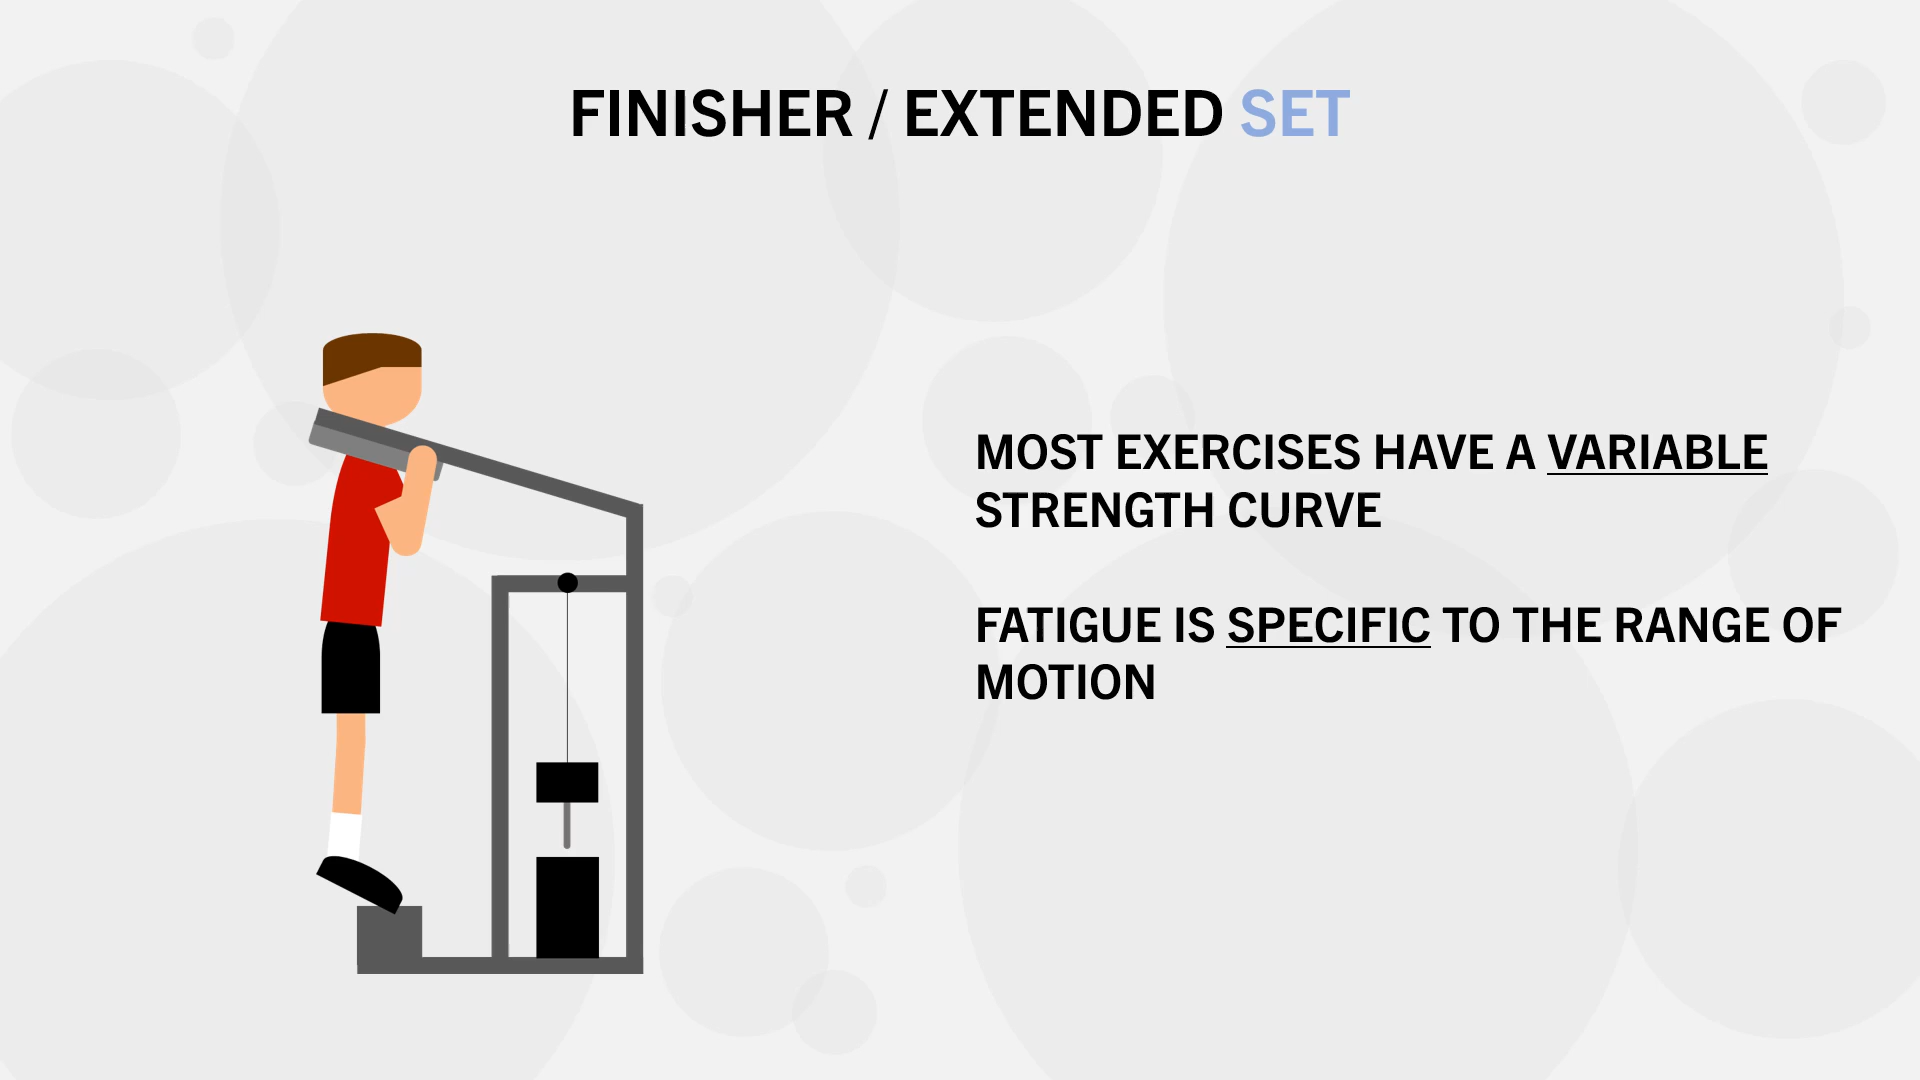 FINISHER / EXTENDED SET
MOST EXERCISES HAVE A VARIABLE
STRENGTH CURVE
FATIGUE IS SPECIFIC TO THE RANGE OF
MOTION